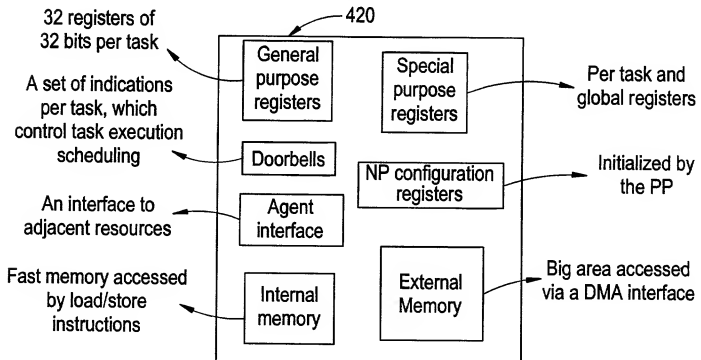 32 registers of
32 bits per task
420
General
purpose
registers
Special
purpose
registers
Per task and
global registers
A set of indications
per task, which
control task execution
scheduling
Doorbells
NP configuration
registers
Initialized by
the PP
An interface to
adjacent resources
Agent
interface
Fast memory accessed
by load/store
instructions
Internal
memory
External
Memory
Big area accessed
via a DMA interface